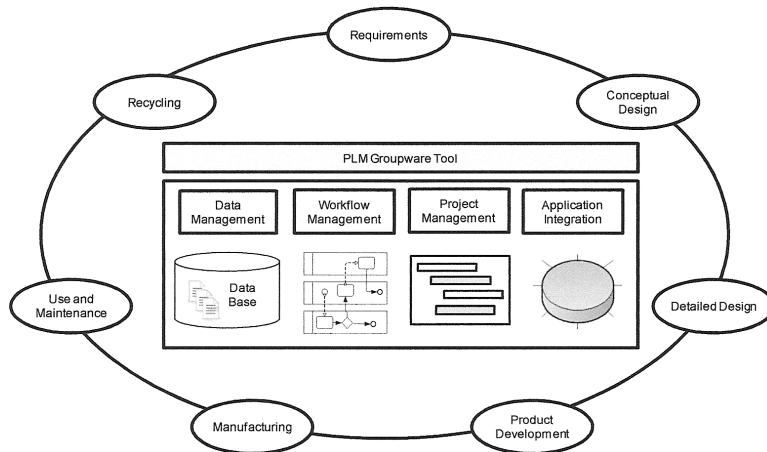 Requirements
Recycling
Conceptual
Design
PLM Groupware Tool
Data
Management
Workflow
Management
Project
Management
Application
Integration
Data
Base
Use and
Maintenance
Detailed Design
Manufacturing
Product
Development